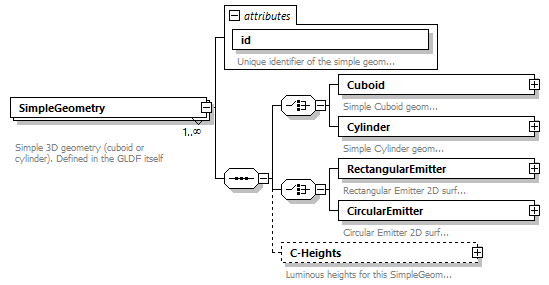 attributes
id
Unique identifier of the simple geom...
SimpleGeometry
1..∞
Simple 3D geometry (cuboid or
cylinder). Defined in the GLDF itself
Cuboid
Simple Cuboid geom...
Cylinder
Simple Cylinder geom...
RectangularEmitter
Rectangular Emitter 2D surf...
CircularEmitter
Circular Emitter 2D surf...
C-Heights
Luminous heights for this SimpleGeom...